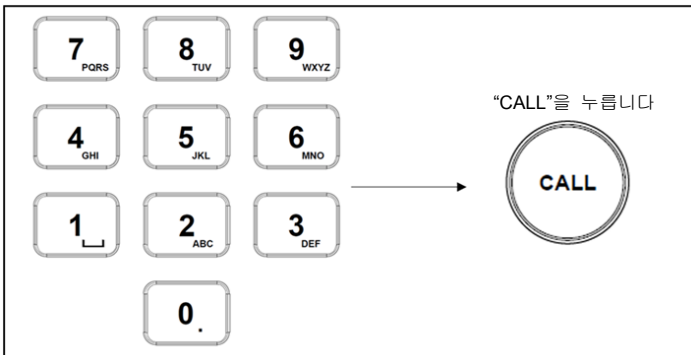 7 PQRS 8 TUV 9 WXYZ
“CALL”을 누릅니다
4 GHI 5 JKL 6 MNO
CALL
1 2 ABC 3 DEF
0 .